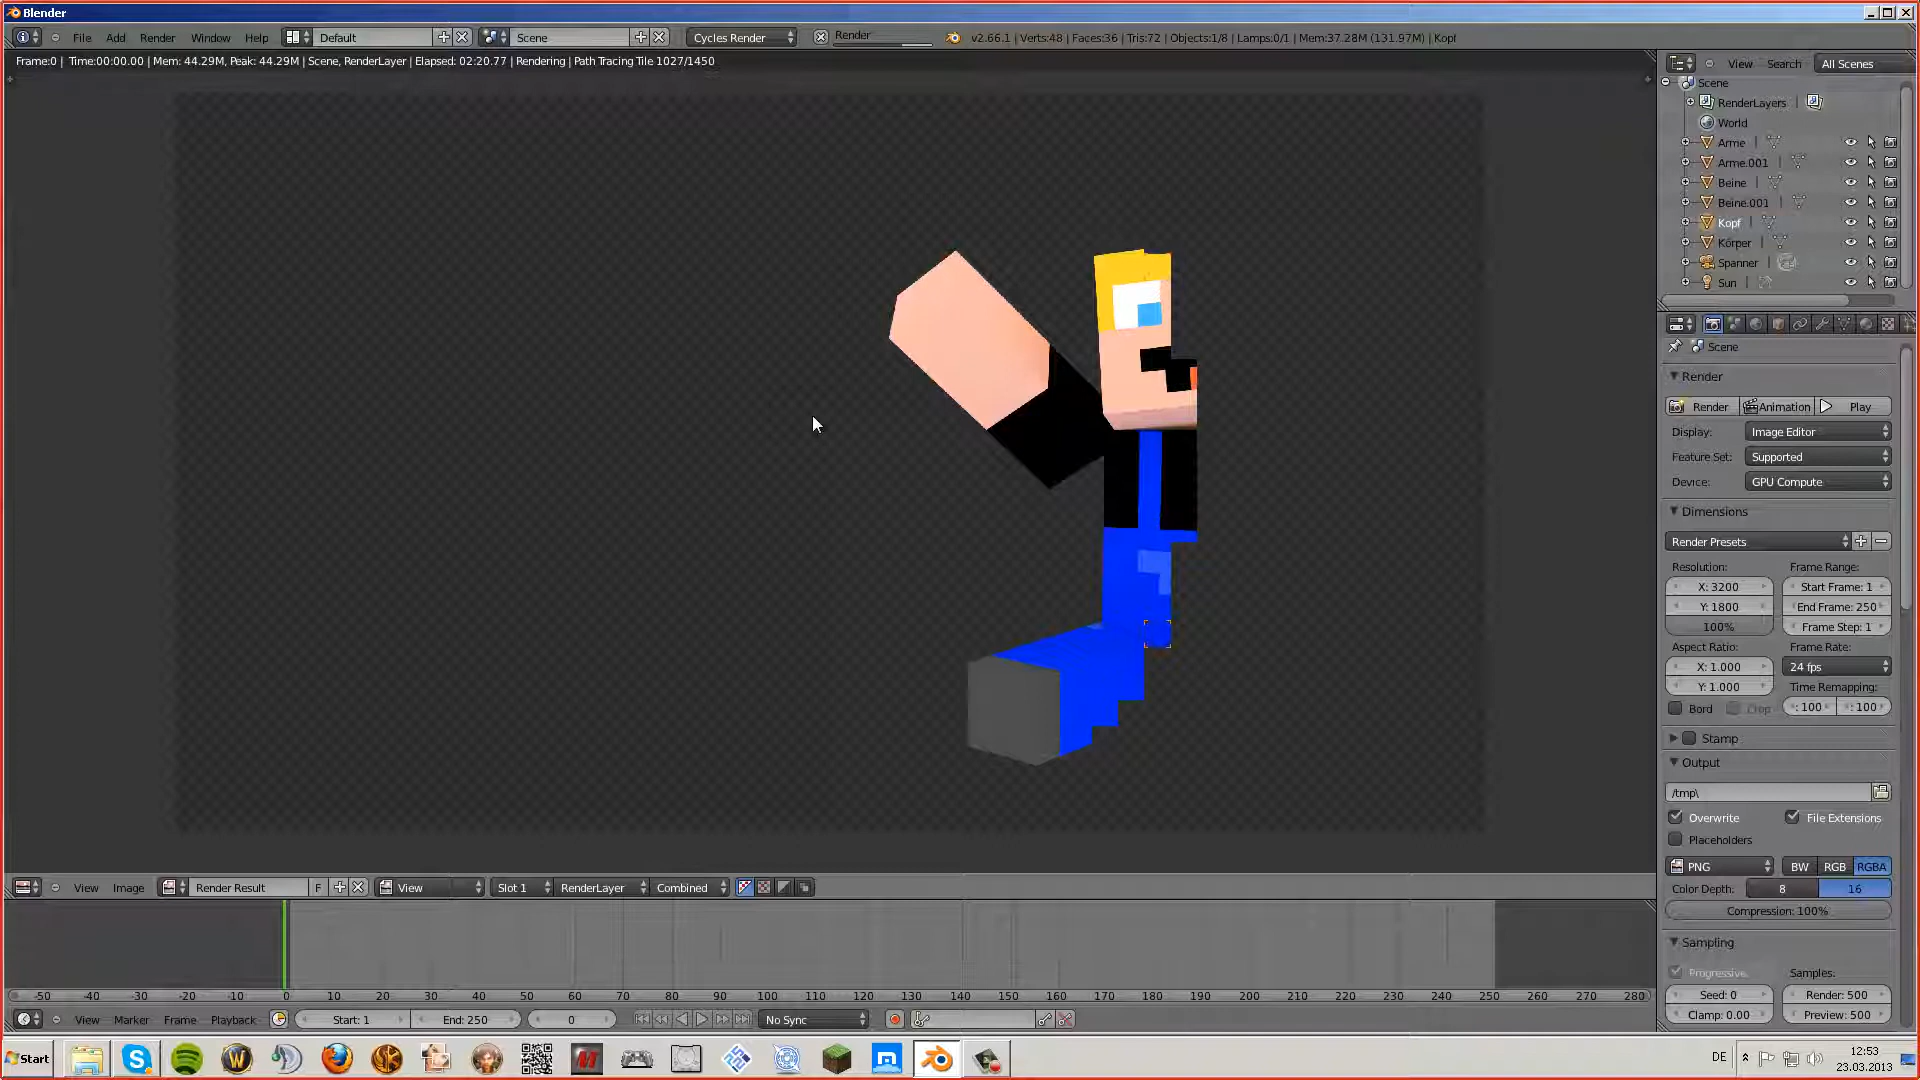 Blender
File Add Render Window Help Default Scene Cycles Render Render v2.66.1 | Verts:48 | Faces:36 | Tris:72 | Objects:1/8 | Lamps:0/1 | Mem:37.28M (131.97M) | Kopf
Frame:0 | Time:00:00.00 | Mem: 44.29M, Peak: 44.29M | Scene, RenderLayer | Elapsed: 02:20.77 | Rendering | Path Tracing Tile 1027/1450
View Search All Scenes
Scene
RenderLayers
World
Arme
Arme.001
Beine
Beine.001
Kopf
Körper
Spanner
Sun
Scene
Render
Render Animation Play
Display: Image Editor
Feature Set: Supported
Device: GPU Compute
Dimensions
Render Presets
Resolution: Frame Range:
X: 3200 Start Frame: 1
Y: 1800 End Frame: 250
100% Frame Step: 1
Aspect Ratio: Frame Rate:
X: 1.000 24 fps
Y: 1.000 Time Remapping:
Bord Crop : 100 : 100
Stamp
Output
/tmp\
Overwrite File Extensions
Placeholders
PNG BW RGB RGBA
Color Depth: 8 16
Compression: 100%
Sampling
Progressive Samples:
Seed: 0 Render: 500
Clamp: 0.00 Preview: 500
View Image Render Result F View Slot 1 RenderLayer Combined
-50 -40 -30 -20 -10 0 10 20 30 40 50 60 70 80 90 100 110 120 130 140 150 160 170 180 190 200 210 220 230 240 250 260 270 280
View Marker Frame Playback Start: 1 End: 250 0 No Sync
Start DE 12:53
23.03.2013